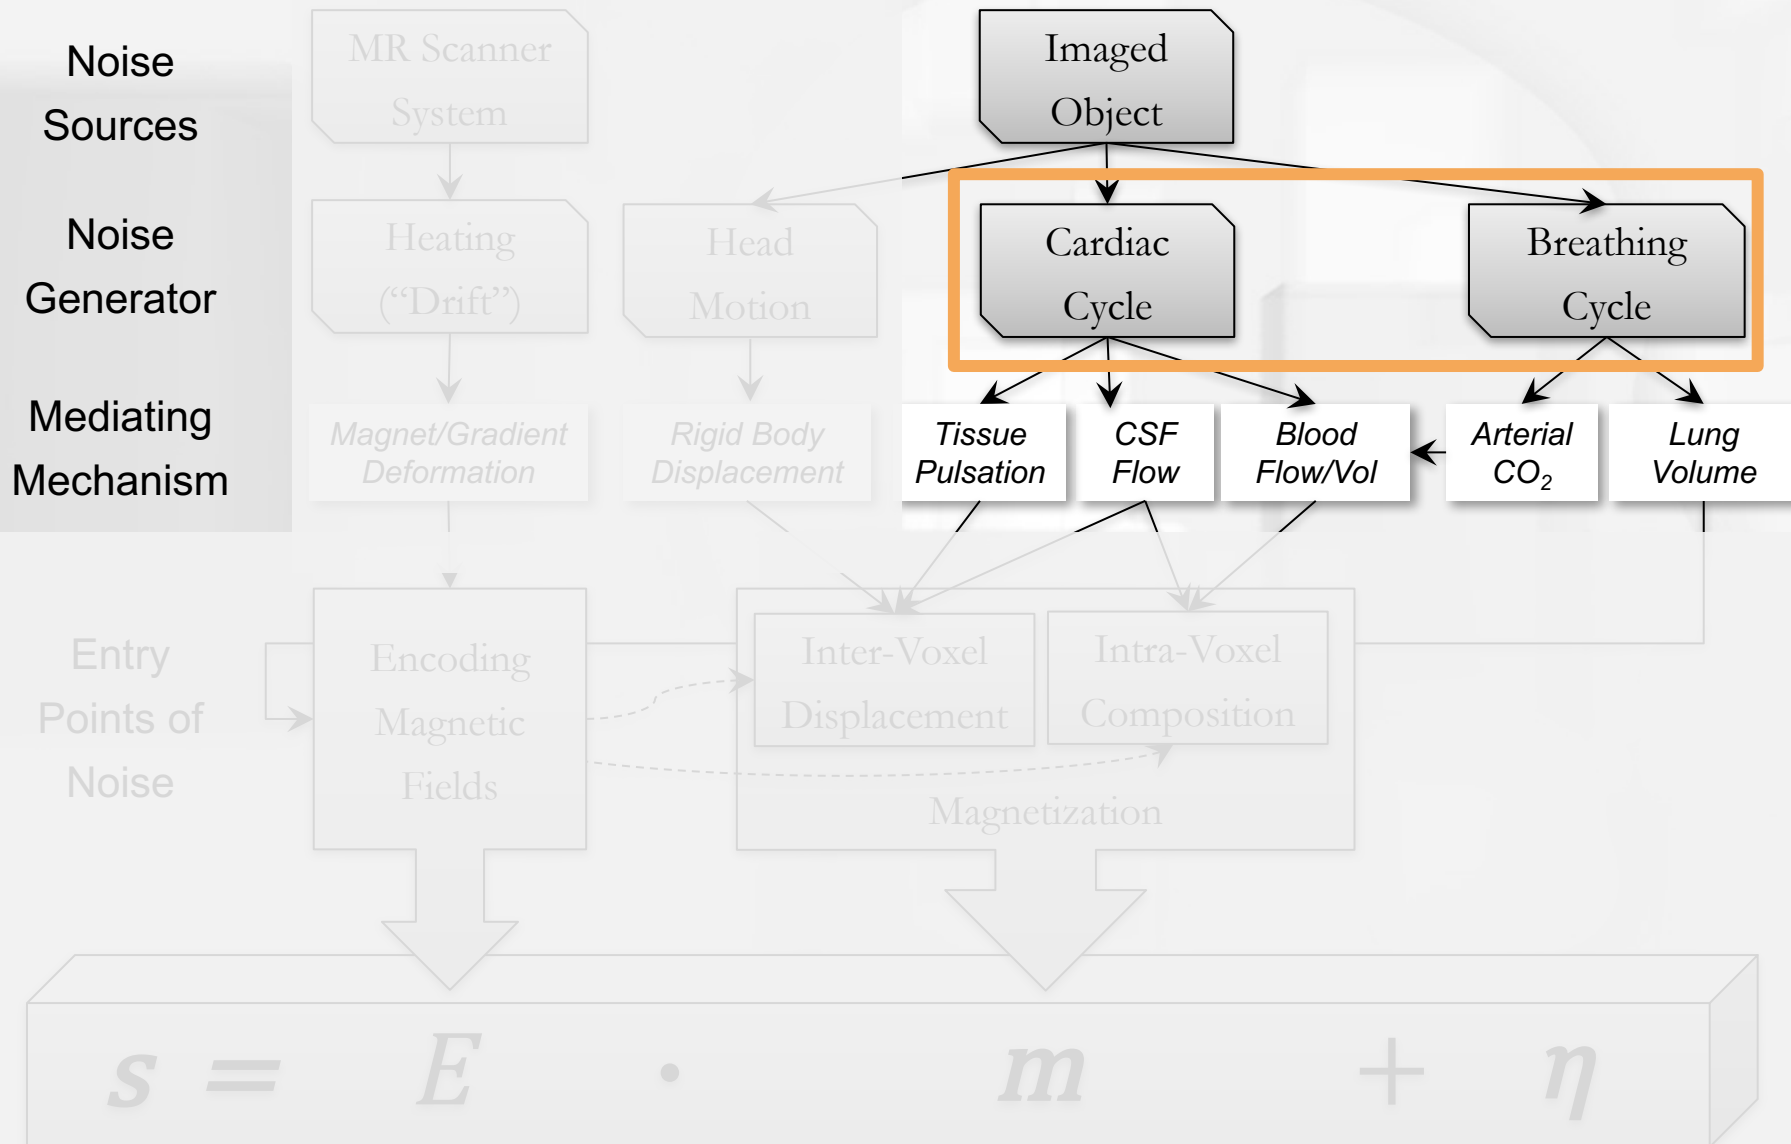 Noise
Sources
MR Scanner
System
Imaged
Object
Noise
Generator
Heating
(“Drift”)
Head
Motion
Cardiac
Cycle
Breathing
Cycle
Mediating
Mechanism
Magnet/Gradient
Deformation
Rigid Body
Displacement
Tissue
Pulsation
CSF
Flow
Blood
Flow/Vol
Arterial
CO₂
Lung
Volume
Entry
Points of
Noise
Encoding
Magnetic
Fields
Inter-Voxel
Displacement
Intra-Voxel
Composition
Magnetization
s = E · m + η